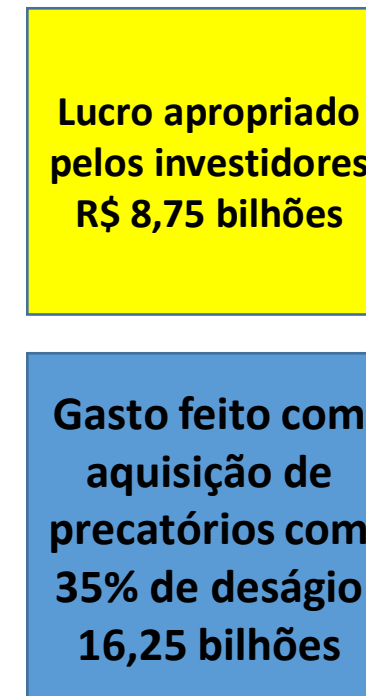 Lucro apropriado
pelos investidores
R$ 8,75 bilhões
Gasto feito com
aquisição de
precatórios com
35% de deságio
16,25 bilhões